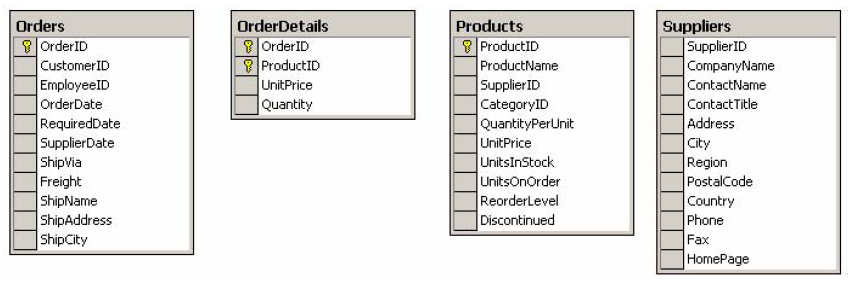 Orders
OrderID
CustomerID
EmployeeID
OrderDate
RequiredDate
SupplierDate
ShipVia
Freight
ShipName
ShipAddress
ShipCity
OrderDetails
OrderID
ProductID
UnitPrice
Quantity
Products
ProductID
ProductName
SupplierID
CategoryID
QuantityPerUnit
UnitPrice
UnitsInStock
UnitsOnOrder
ReorderLevel
Discontinued
Suppliers
SupplierID
CompanyName
ContactName
ContactTitle
Address
City
Region
PostalCode
Country
Phone
Fax
HomePage